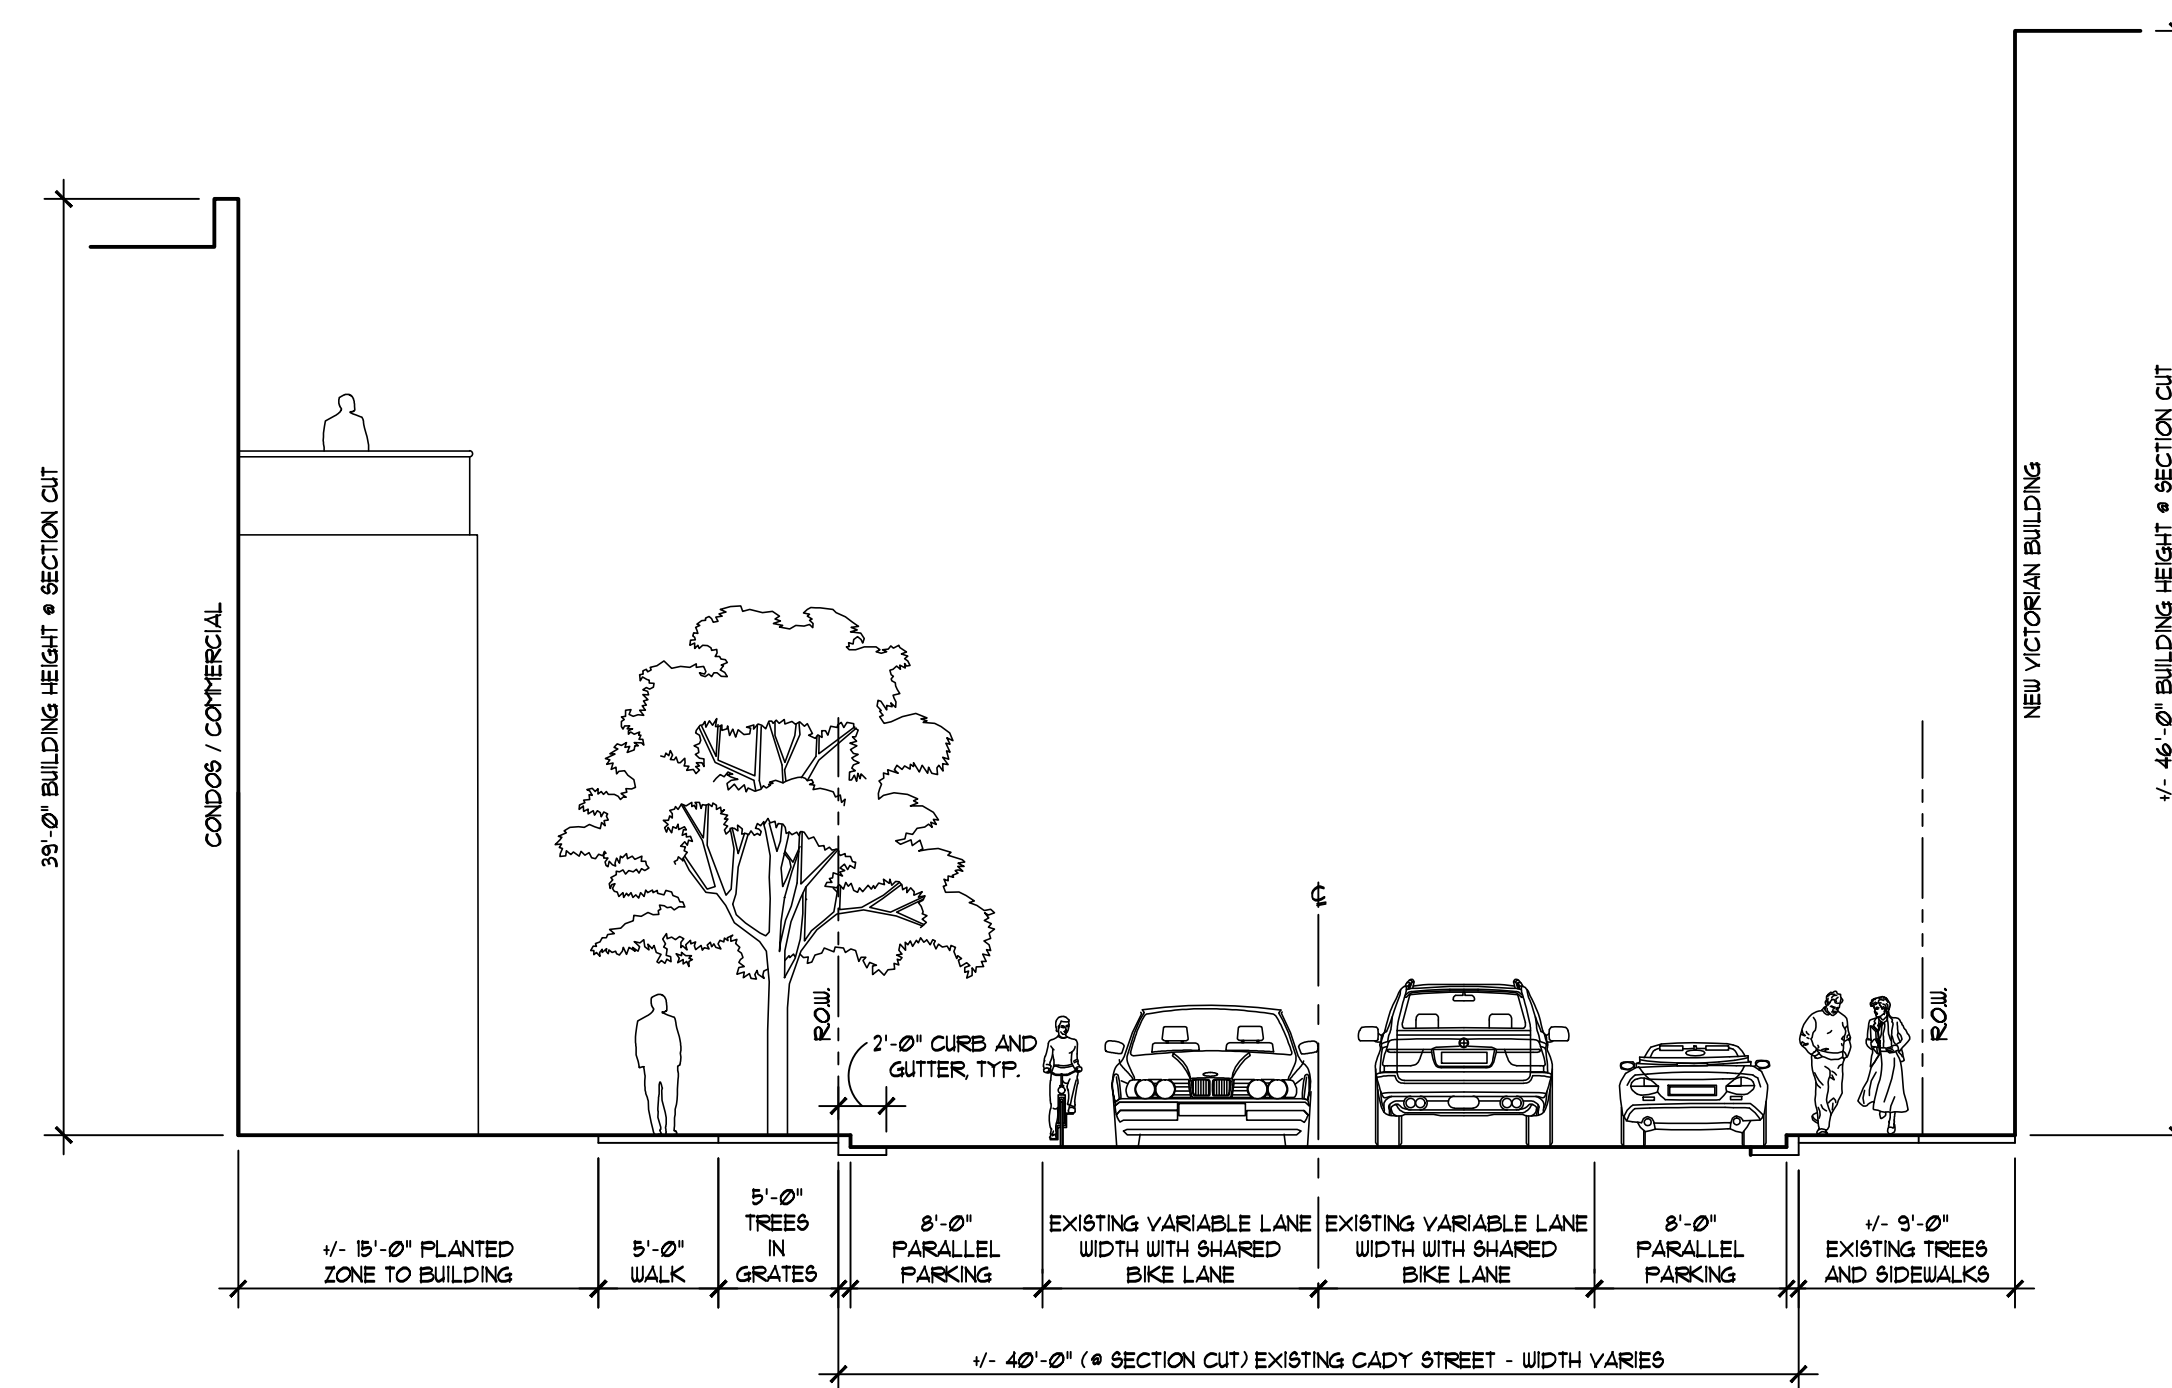 39'-0" BUILDING HEIGHT @ SECTION CUT
CONDOS / COMMERCIAL
NEW VICTORIAN BUILDING
+/- 46'-0" BUILDING HEIGHT @ SECTION CUT
R.O.W.
R.O.W.
2'-0" CURB AND
GUTTER, TYP.
+/- 15'-0" PLANTED
ZONE TO BUILDING
5'-0"
WALK
5'-0"
TREES
IN
GRATES
8'-0"
PARALLEL
PARKING
EXISTING VARIABLE LANE
WIDTH WITH SHARED
BIKE LANE
EXISTING VARIABLE LANE
WIDTH WITH SHARED
BIKE LANE
8'-0"
PARALLEL
PARKING
+/- 9'-0"
EXISTING TREES
AND SIDEWALKS
+/- 40'-0" (@ SECTION CUT) EXISTING CADY STREET - WIDTH VARIES